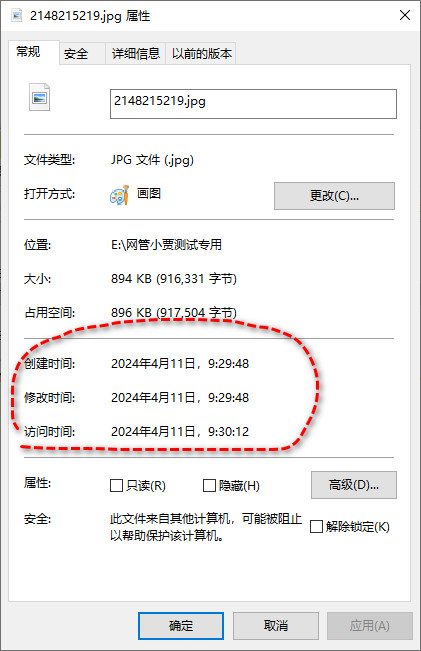 2148215219.jpg 属性
常规 安全 详细信息 以前的版本
2148215219.jpg
文件类型: JPG 文件 (.jpg)
打开方式: 画图 更改(C)...
位置: E:\网管小贾测试专用
大小: 894 KB (916,331 字节)
占用空间: 896 KB (917,504 字节)
创建时间: 2024年4月11日，9:29:48
修改时间: 2024年4月11日，9:29:48
访问时间: 2024年4月11日，9:30:12
属性: 只读(R) 隐藏(H) 高级(D)...
安全: 此文件来自其他计算机，可能被阻止
以帮助保护该计算机。 解除锁定(K)
确定 取消 应用(A)